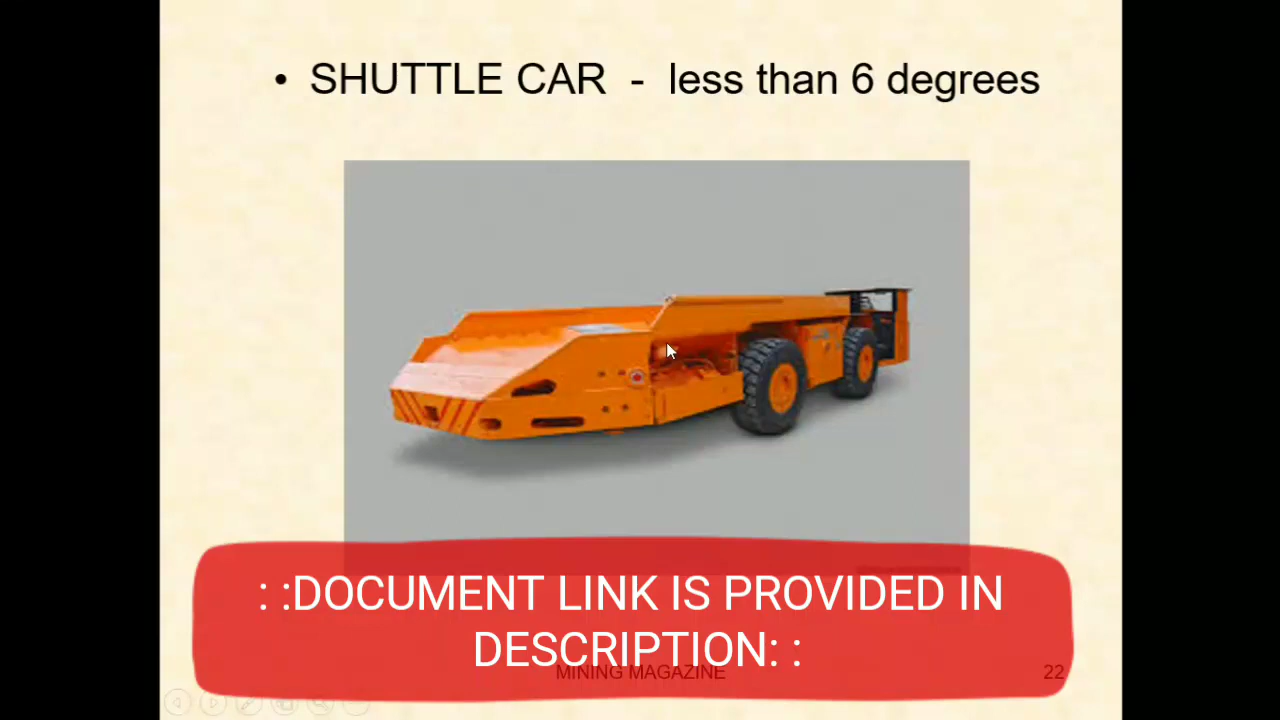 • SHUTTLE CAR - less than 6 degrees
: :DOCUMENT LINK IS PROVIDED IN
DESCRIPTION: :
MINING MAGAZINE
22